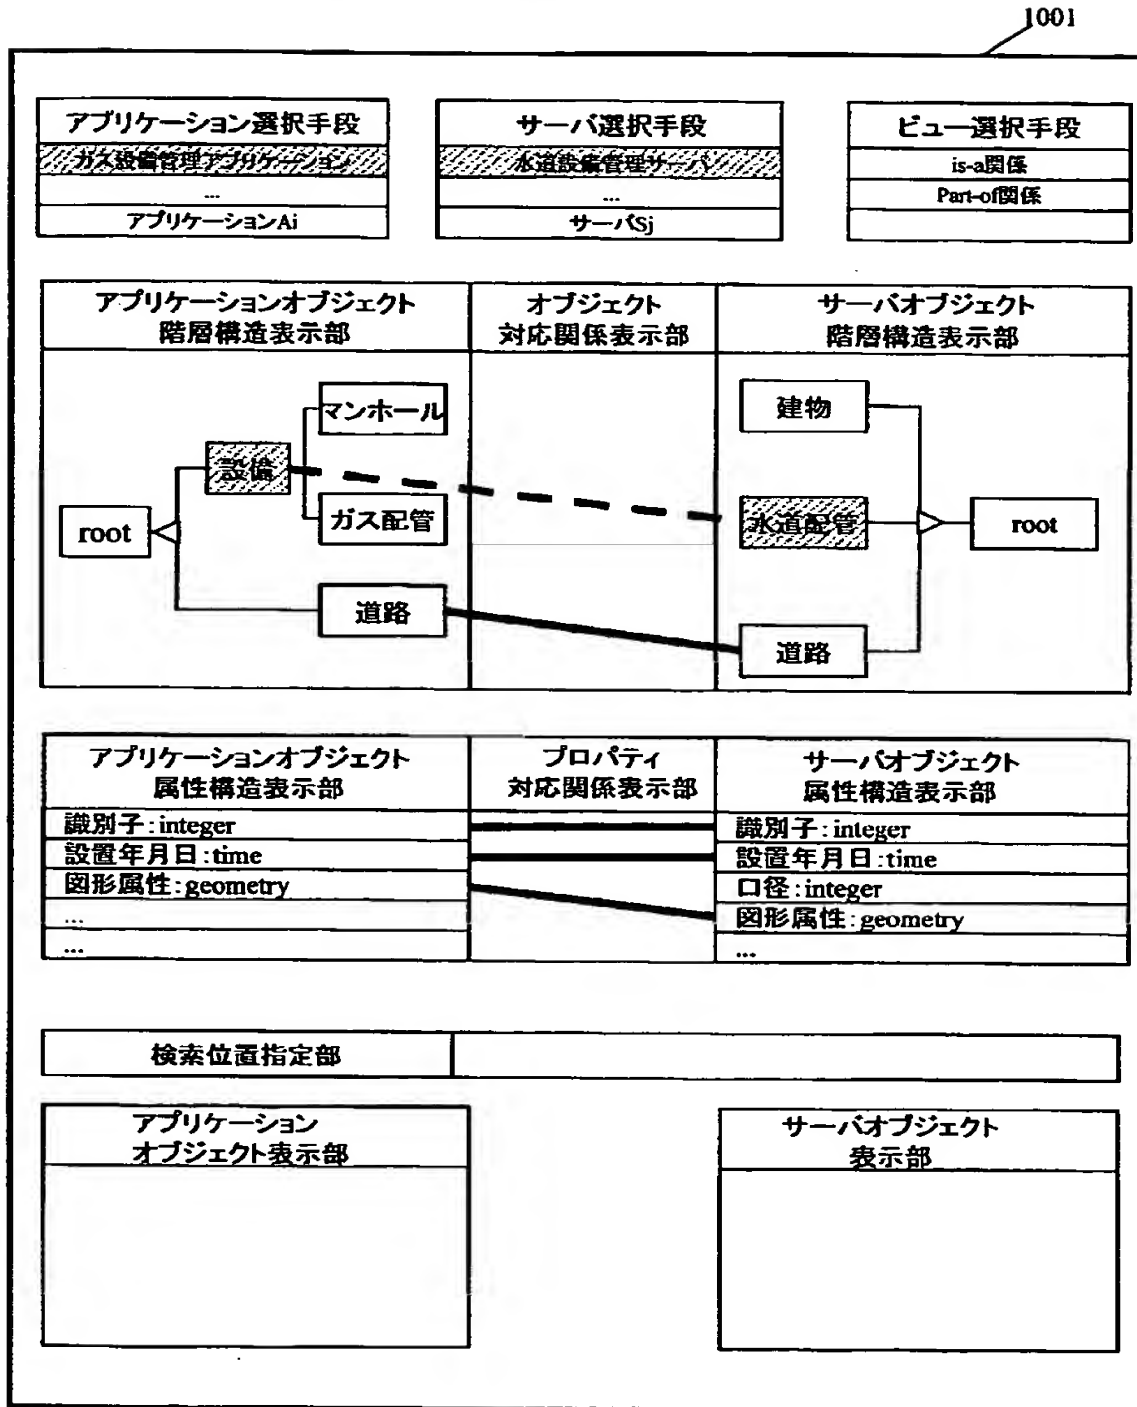 1001
アプリケーション選択手段
ガス設備管理アプリケーション
...
アプリケーションAi
サーバ選択手段
水道設備管理サーバ
...
サーバSj
ビュー選択手段
is-a関係
Part-of関係
アプリケーションオブジェクト
階層構造表示部
オブジェクト
対応関係表示部
サーバオブジェクト
階層構造表示部
マンホール
設備
ガス配管
root
道路
建物
水道配管
root
道路
アプリケーションオブジェクト
属性構造表示部
プロパティ
対応関係表示部
サーバオブジェクト
属性構造表示部
識別子:integer
設置年月日:time
図形属性:geometry
...
...
識別子:integer
設置年月日:time
口径:integer
図形属性:geometry
...
検索位置指定部
アプリケーション
オブジェクト表示部
サーバオブジェクト
表示部